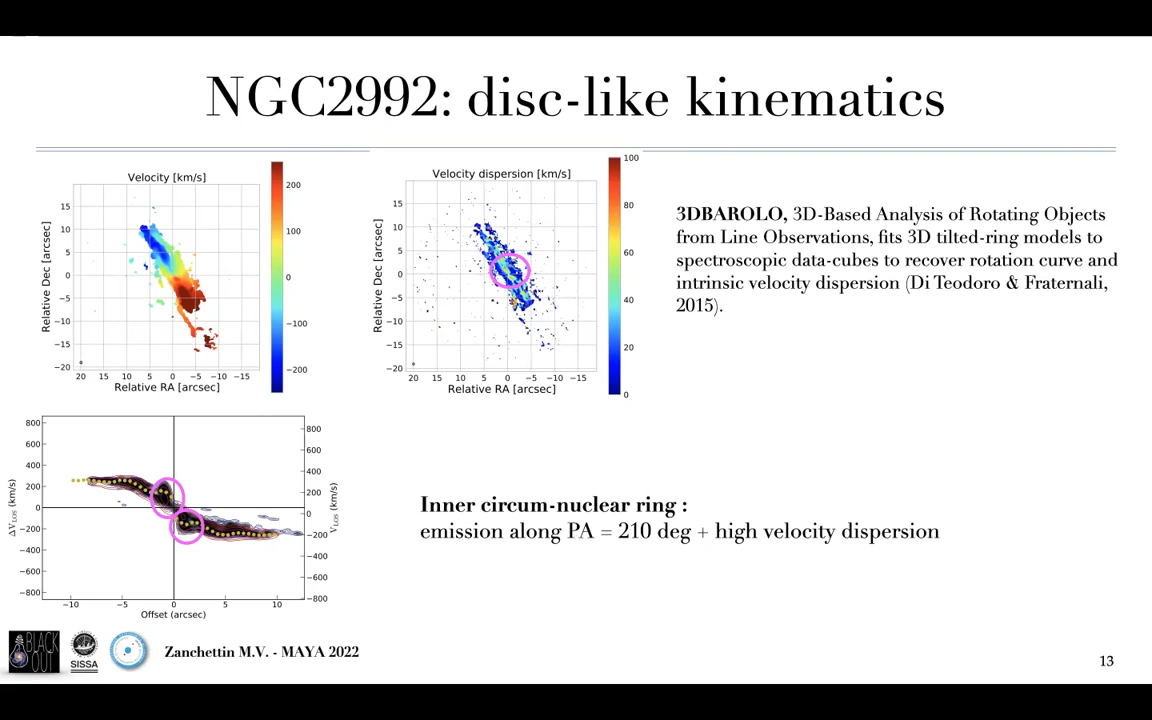 NGC2992: disc-like kinematics
Velocity [km/s]
200
100
0
−100
−200
15
10
5
0
−5
−10
−15
−20
Relative Dec [arcsec]
20 15 10 5 0 −5 −10 −15
Relative RA [arcsec]
Velocity dispersion [km/s]
100
80
60
40
20
0
15
10
5
0
−5
−10
−15
−20
Relative Dec [arcsec]
20 15 10 5 0 −5 −10 −15
Relative RA [arcsec]
3DBAROLO, 3D-Based Analysis of Rotating Objects
from Line Observations, fits 3D tilted-ring models to
spectroscopic data-cubes to recover rotation curve and
intrinsic velocity dispersion (Di Teodoro & Fraternali,
2015).
800
600
400
200
0
−200
−400
−600
−800
ΔVLOS (km/s)
800
600
400
200
0
−200
−400
−600
−800
VLOS (km/s)
−10 −5 0 5 10
Offset (arcsec)
Inner circum-nuclear ring :
emission along PA = 210 deg + high velocity dispersion
BLACK
OUT
SISSA
Zanchettin M.V. - MAYA 2022
13